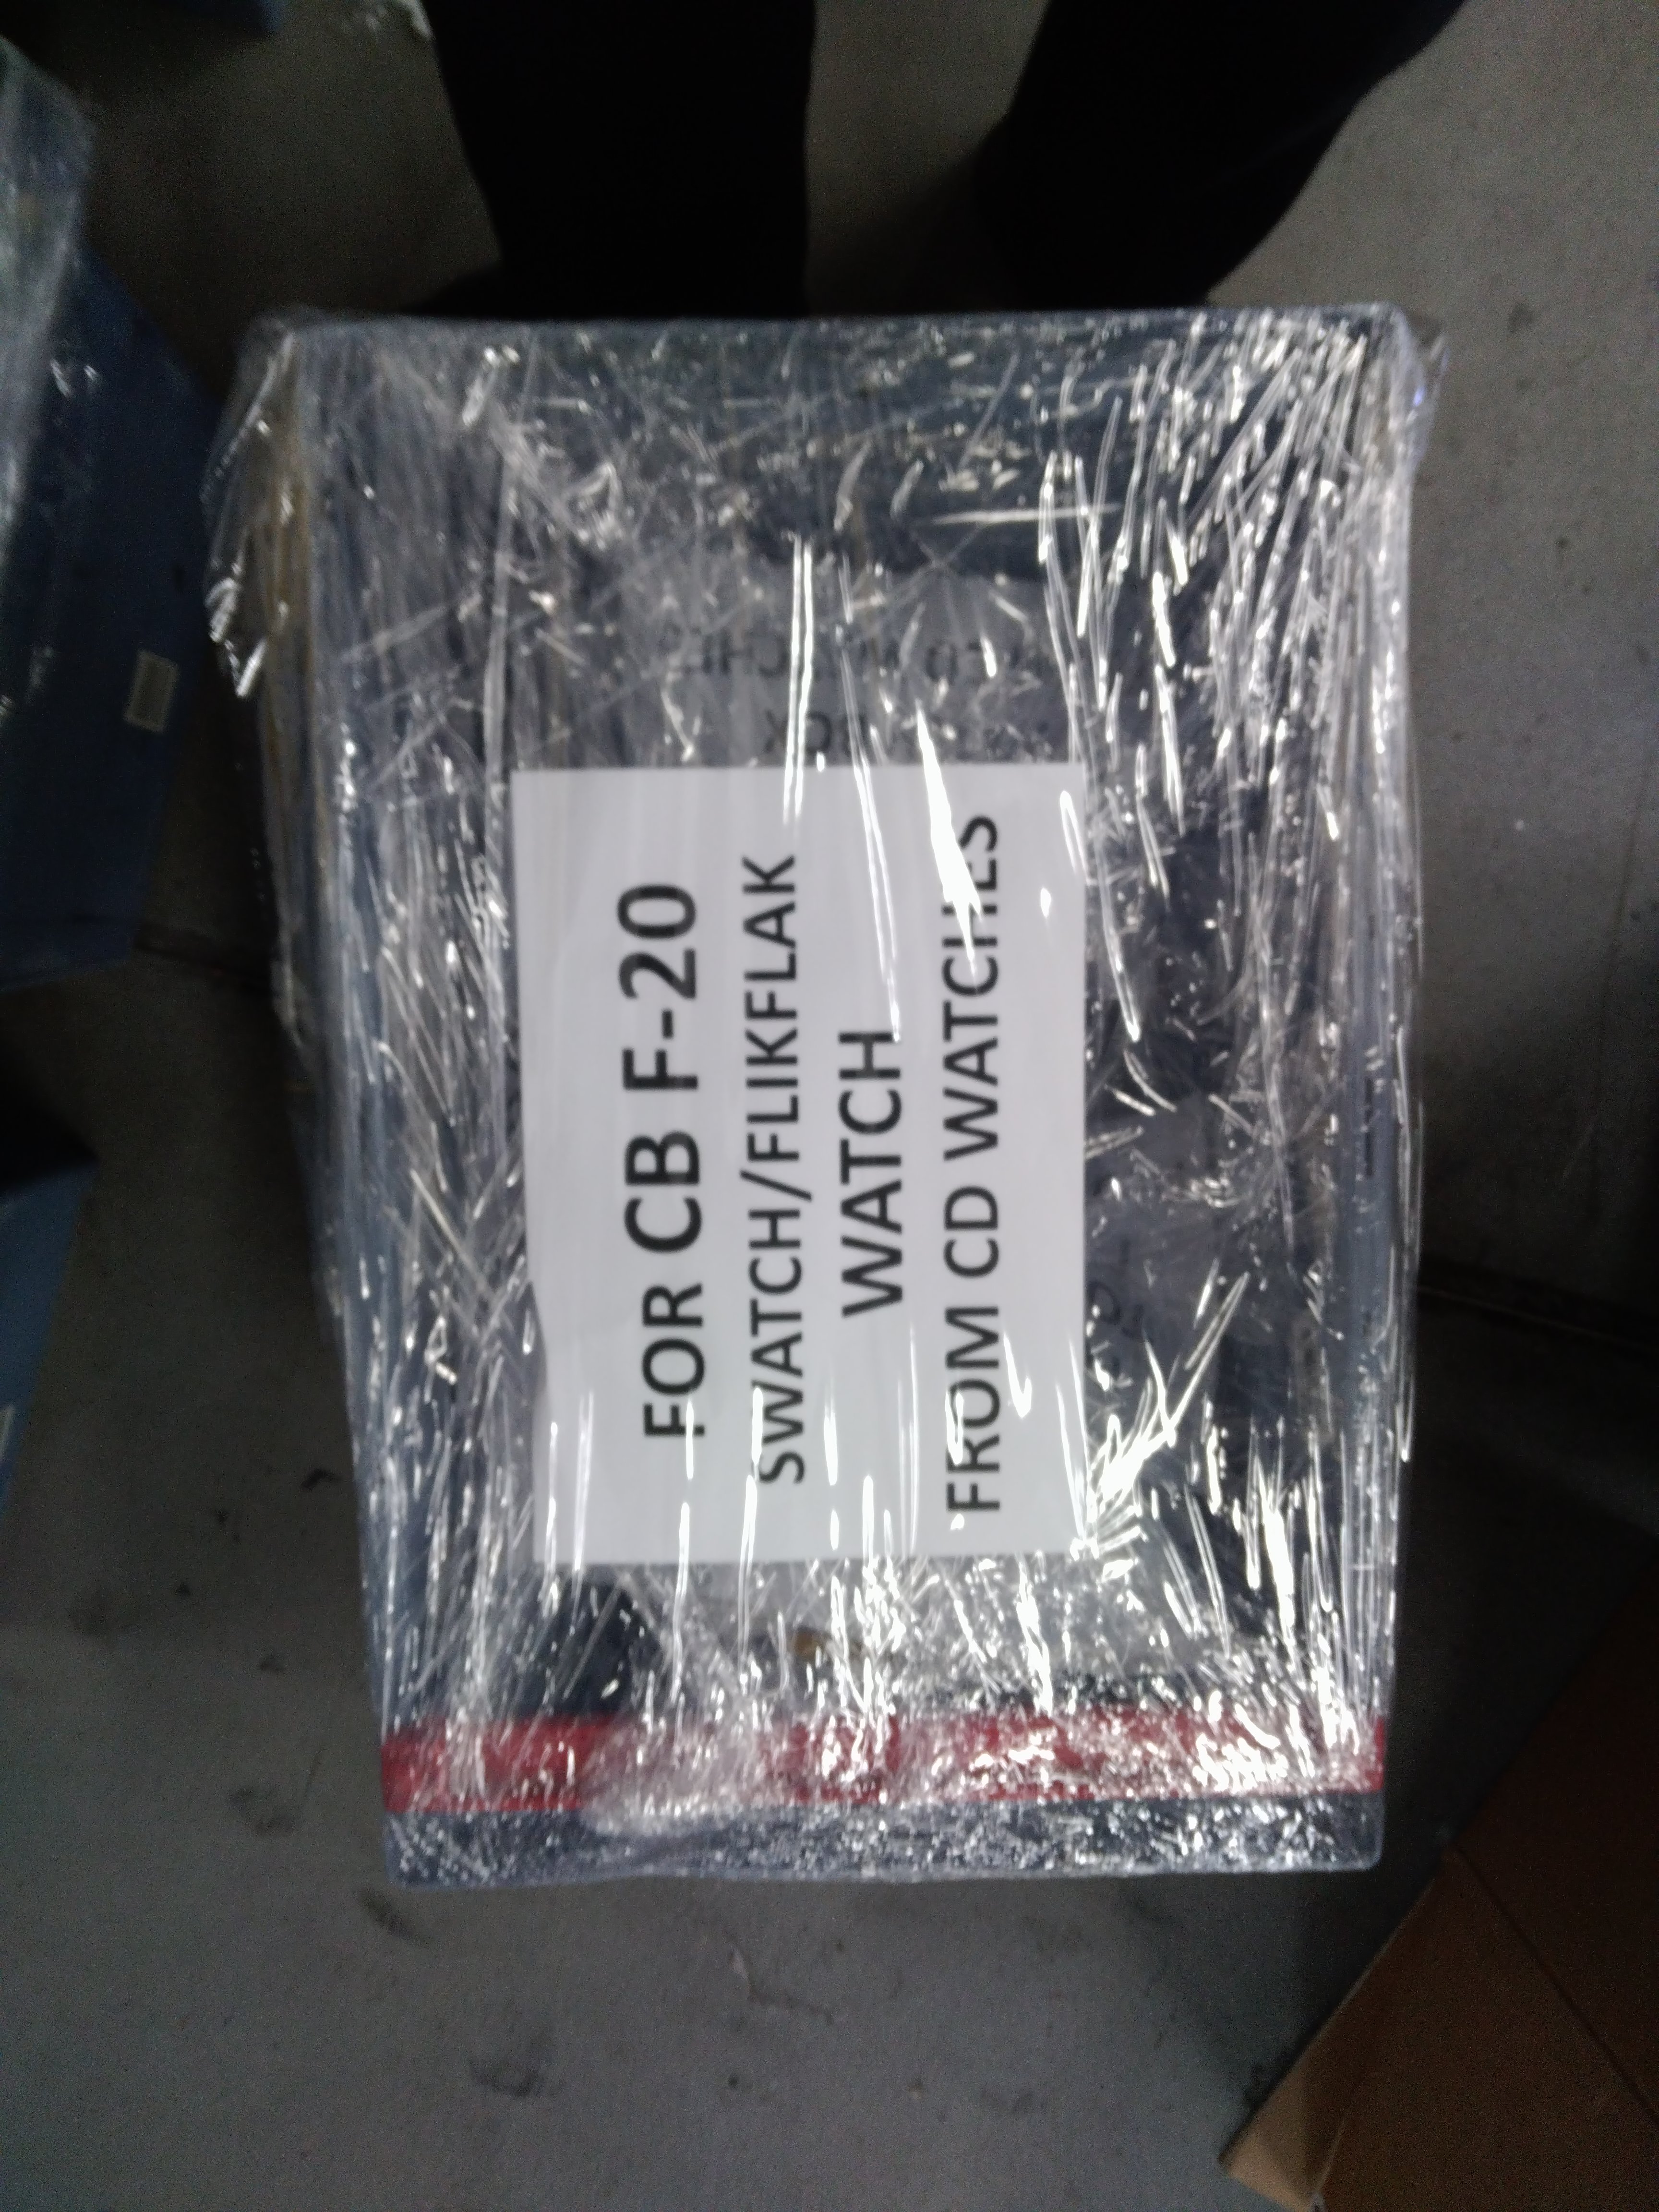 FOR CB F-20
SWATCH/FLIKFLAK
WATCH
FROM CD WATCHES